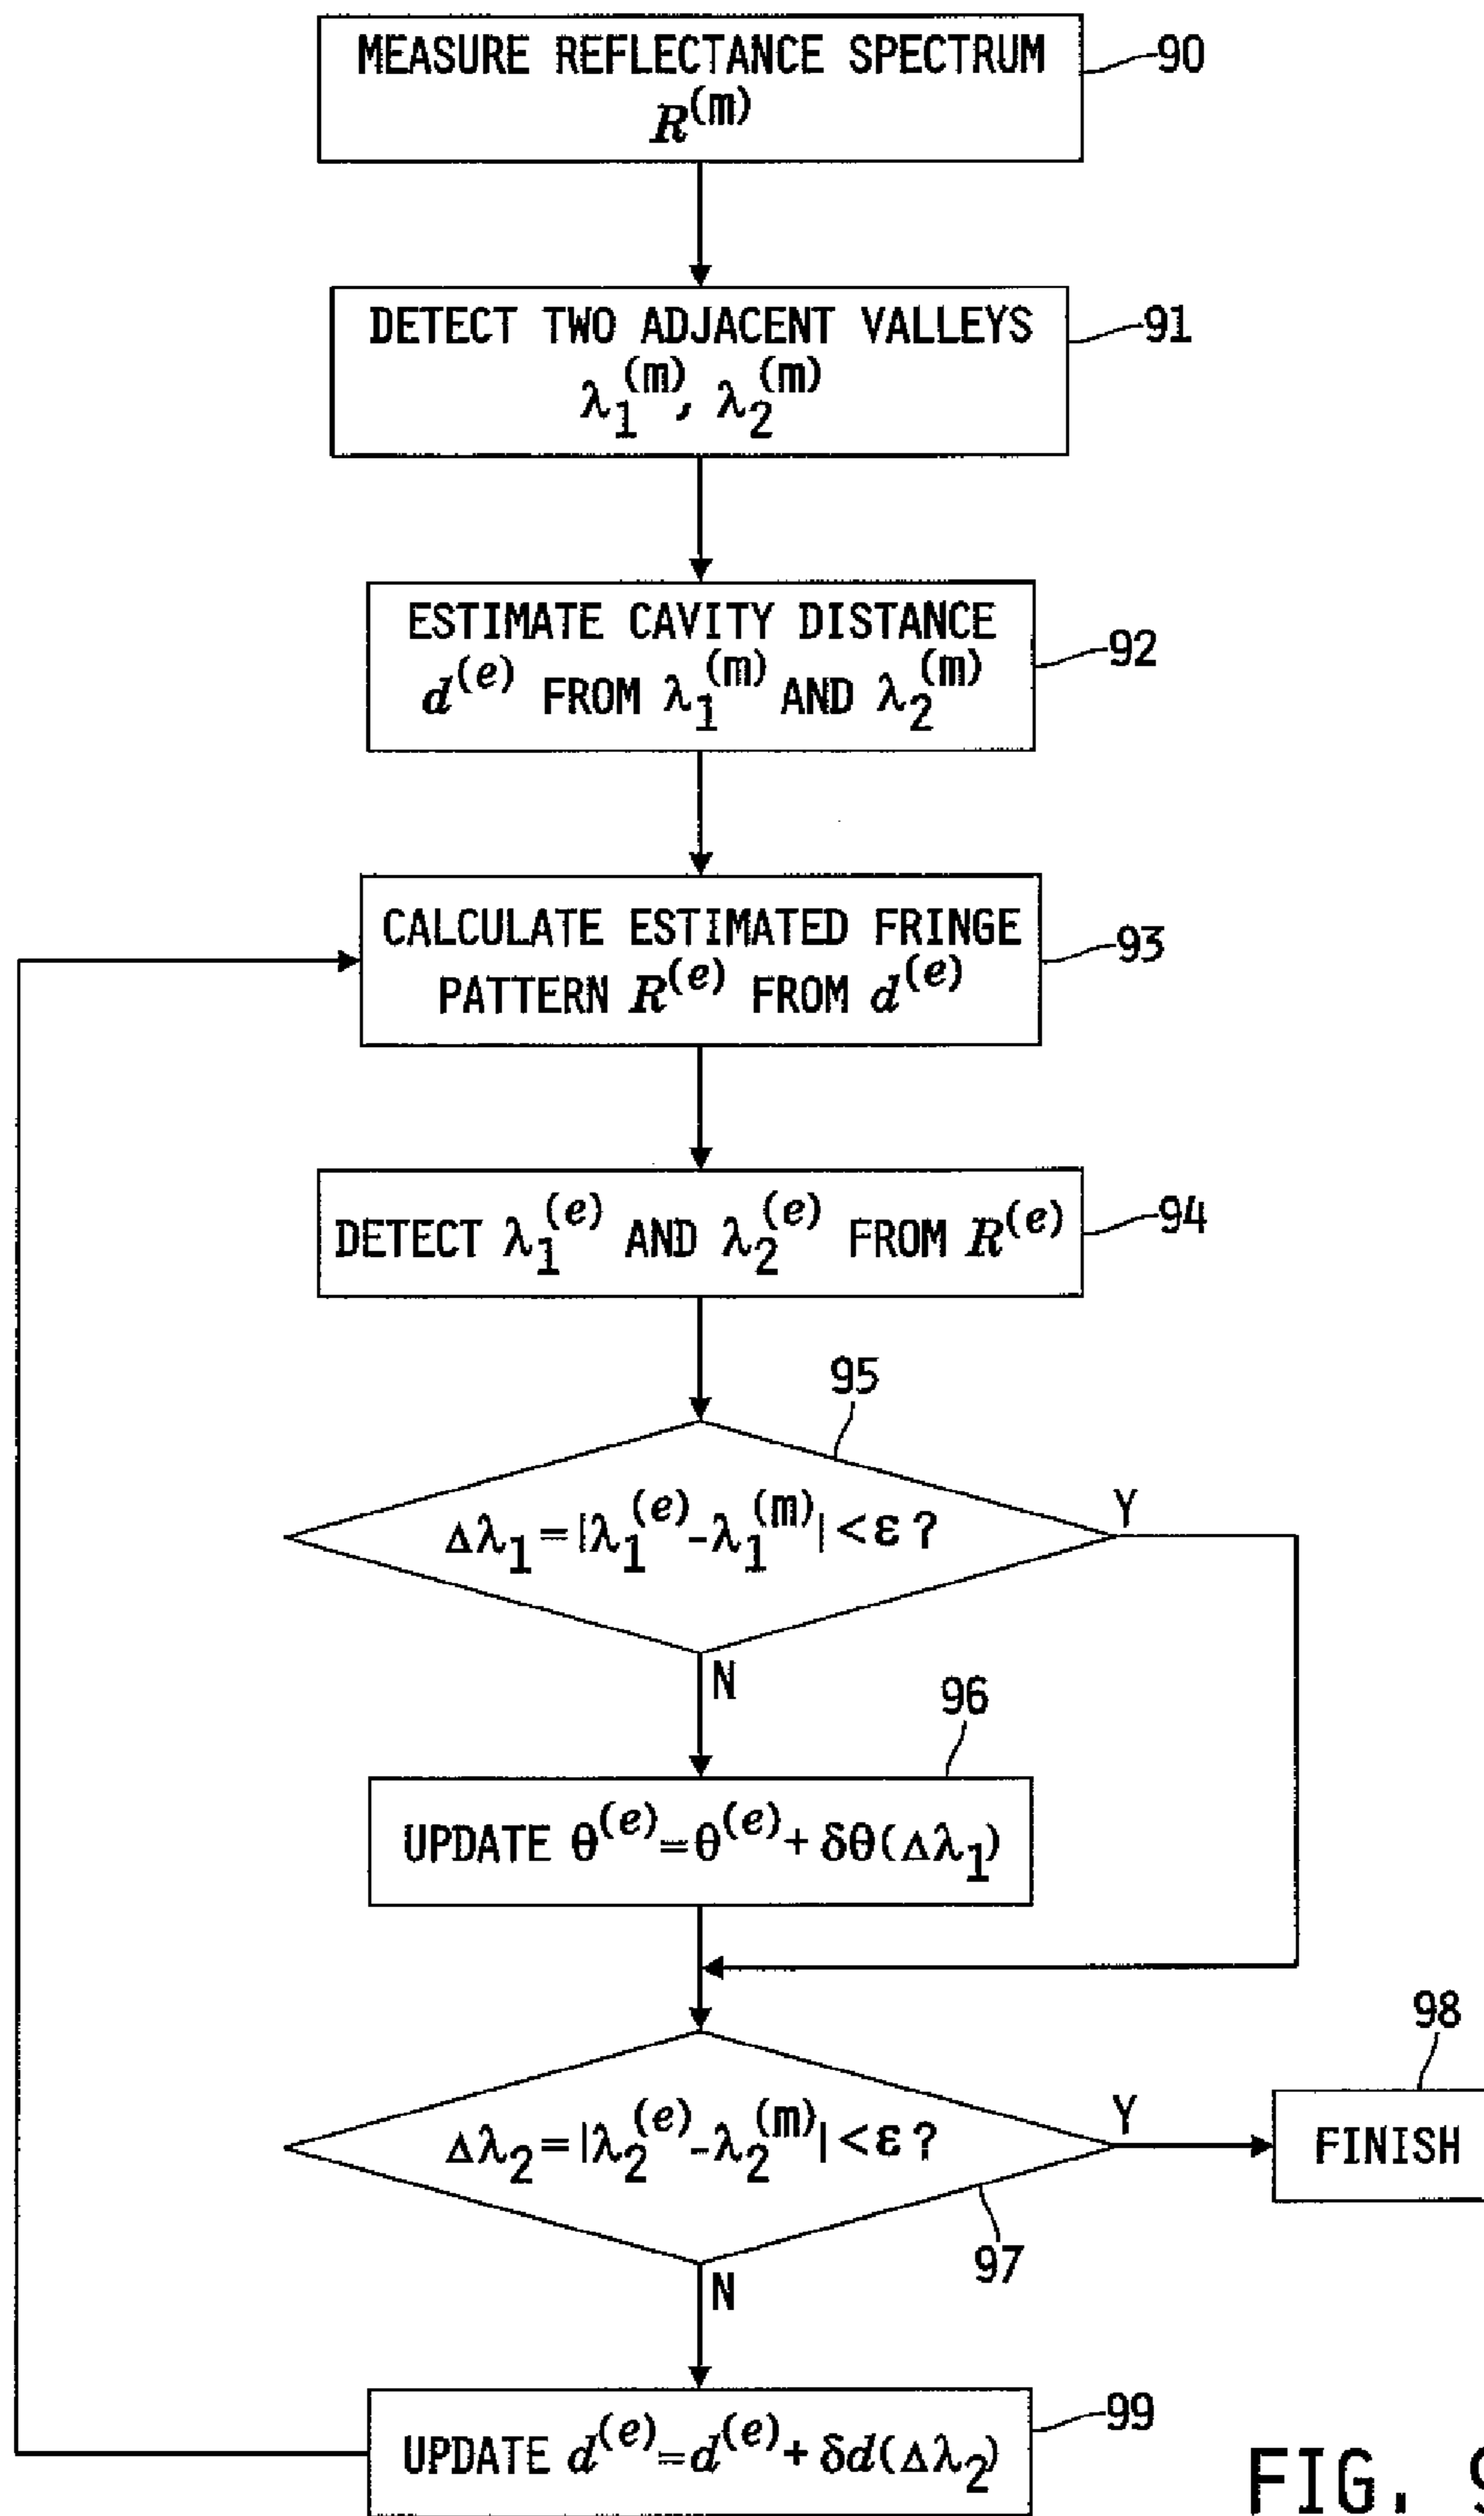 MEASURE REFLECTANCE SPECTRUM
R^(m)
90
DETECT TWO ADJACENT VALLEYS
λ₁^(m), λ₂^(m)
91
ESTIMATE CAVITY DISTANCE
d^(e) FROM λ₁^(m) AND λ₂^(m)
92
CALCULATE ESTIMATED FRINGE
PATTERN R^(e) FROM d^(e)
93
DETECT λ₁^(e) AND λ₂^(e) FROM R^(e)
94
95
Δλ₁=|λ₁^(e)-λ₁^(m)|<ε?
Y
N
96
UPDATE θ^(e)=θ^(e)+δθ(Δλ₁)
98
Δλ₂=|λ₂^(e)-λ₂^(m)|<ε?
Y
FINISH
97
N
99
UPDATE d^(e)=d^(e)+δd(Δλ₂)
FIG. 9